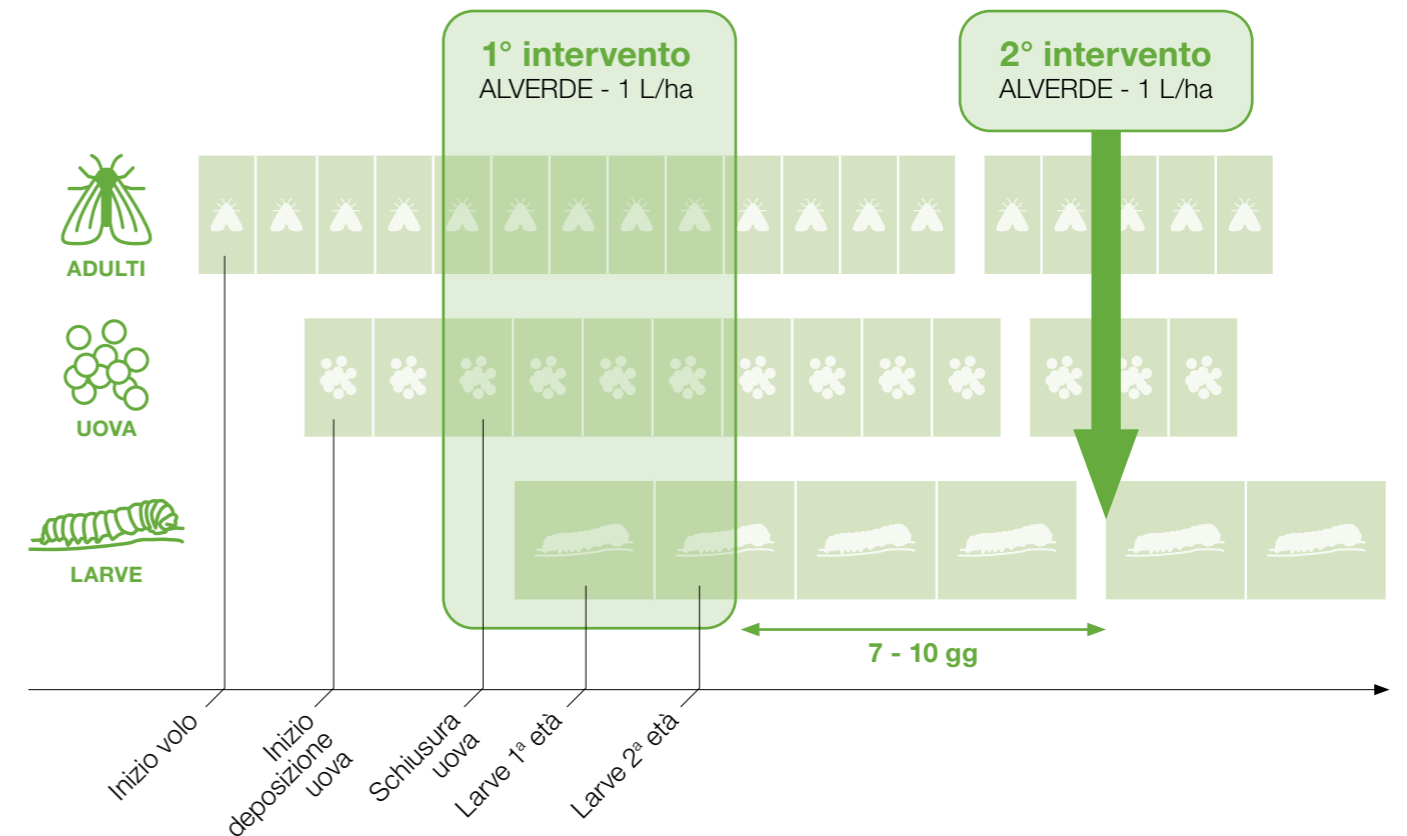 1° intervento
ALVERDE - 1 L/ha
2° intervento
ALVERDE - 1 L/ha
ADULTI
UOVA
LARVE
7 - 10 gg
Inizio volo
Inizio
deposizione
uova
Schiusura
uova
Larve 1ª età
Larve 2ª età